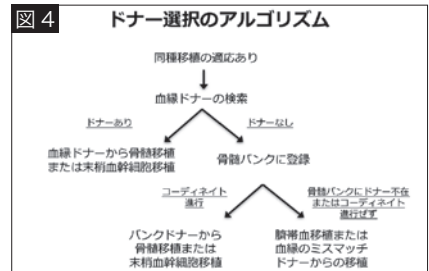 図4
ドナー選択のアルゴリズム
同種移植の適応あり
血縁ドナーの検索
ドナーあり
ドナーなし
血縁ドナーから骨髄移植
または末梢血幹細胞移植
骨髄バンクに登録
コーディネイト
進行
骨髄バンクにドナー不在
またはコーディネイト
進行せず
バンクドナーから
骨髄移植または
末梢血幹細胞移植
臍帯血移植または
血縁のミスマッチ
ドナーからの移植